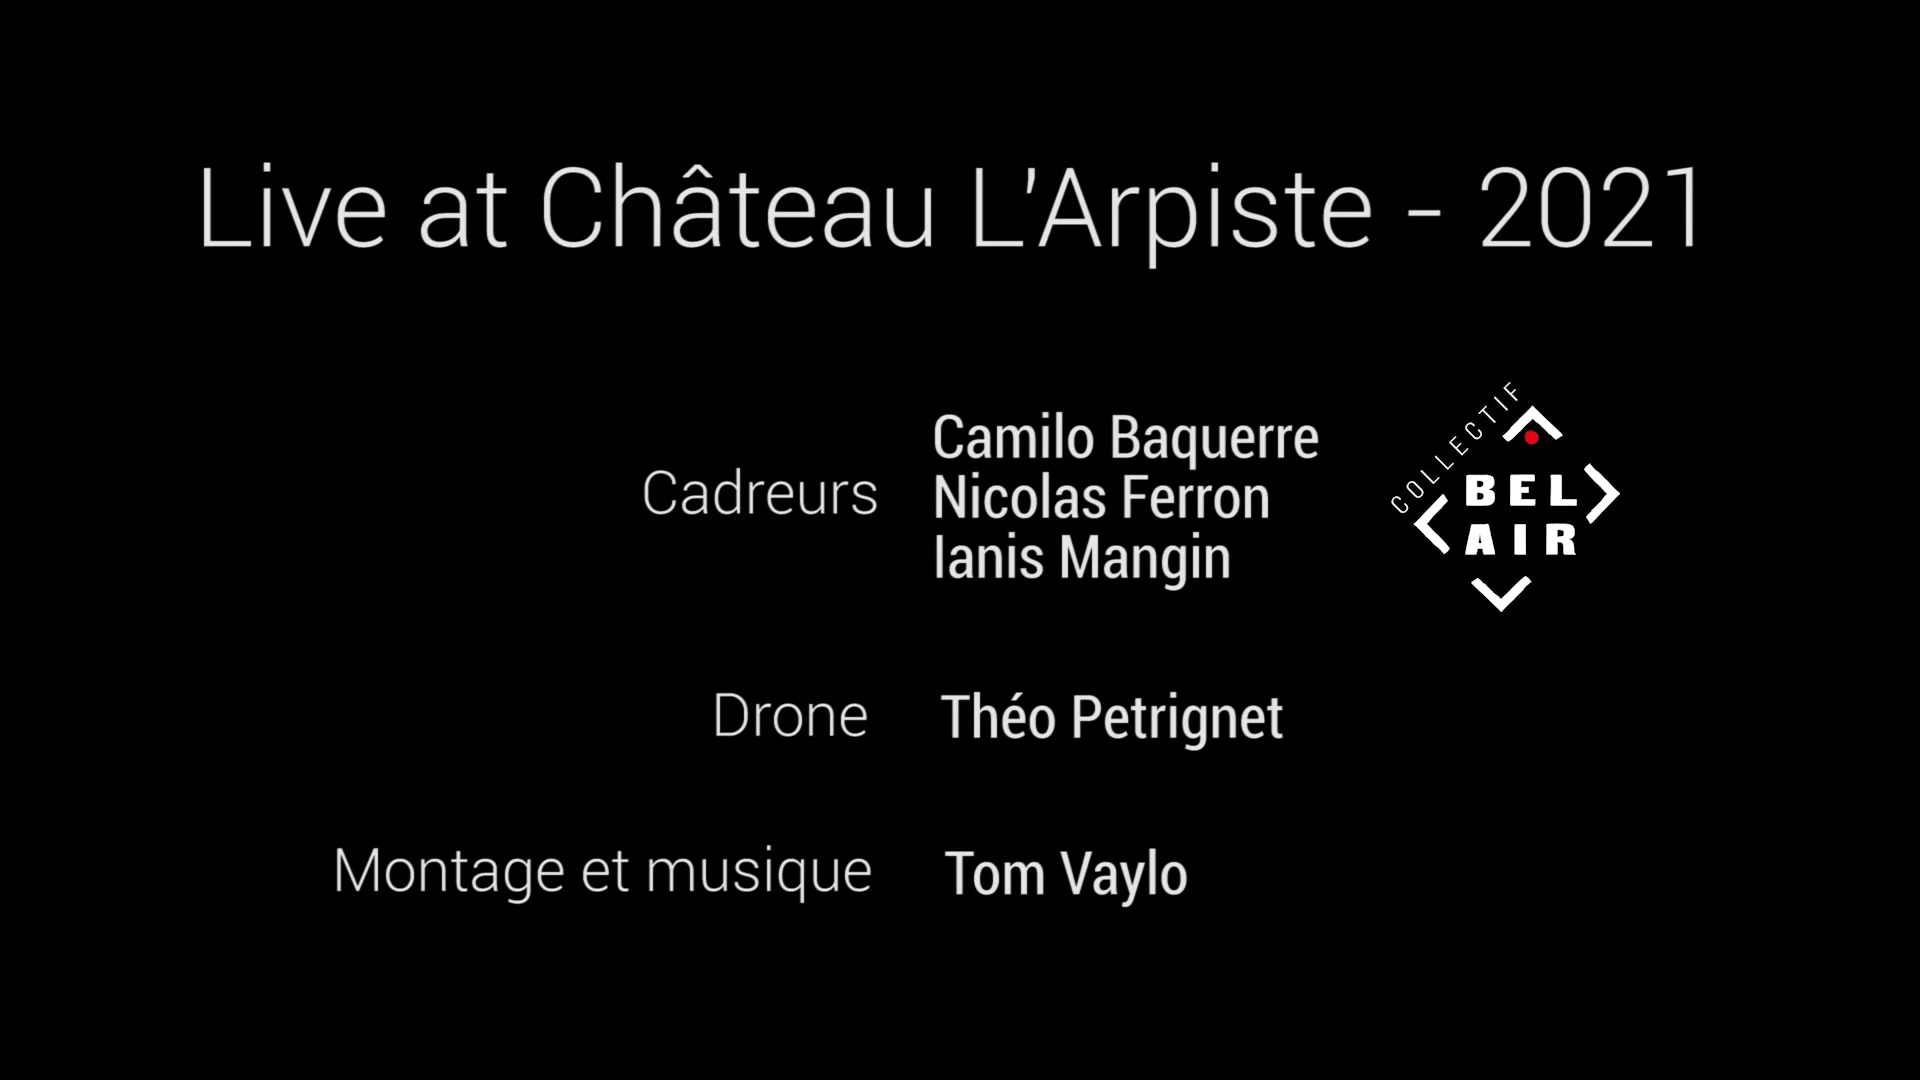 Live at Château L'Arpiste - 2021
Cadreurs
Camilo Baquerre
Nicolas Ferron
Ianis Mangin
COLLECTIF
BEL
AIR
Drone
Théo Petrignet
Montage et musique
Tom Vaylo